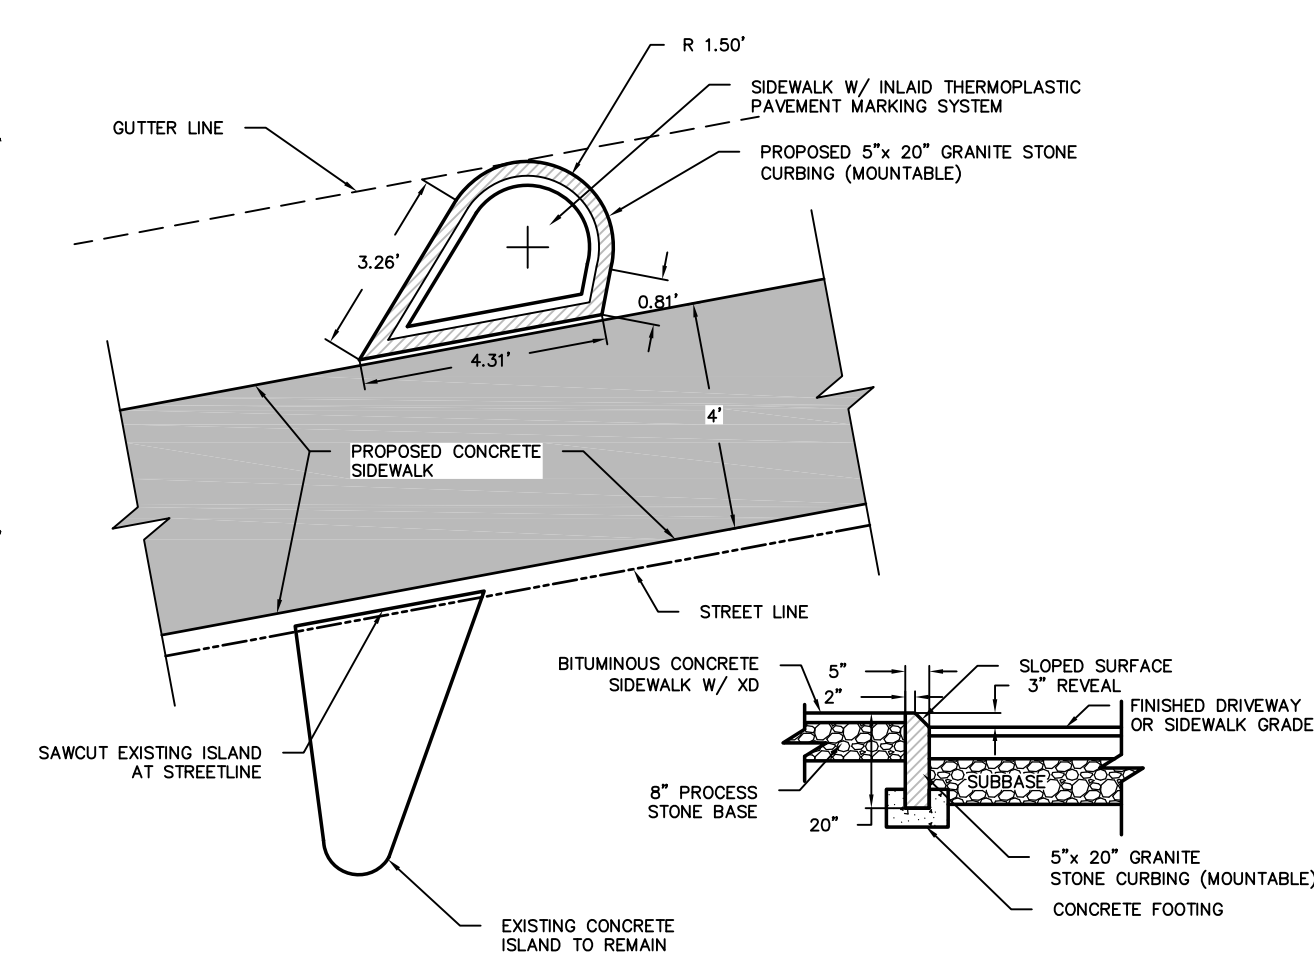 R 1.50'
SIDEWALK W/ INLAID THERMOPLASTIC
PAVEMENT MARKING SYSTEM
GUTTER LINE
PROPOSED 5"x 20" GRANITE STONE
CURBING (MOUNTABLE)
3.26'
0.81'
4.31'
4'
PROPOSED CONCRETE
SIDEWALK
STREET LINE
BITUMINOUS CONCRETE
SIDEWALK W/ XD
5"
2"
SLOPED SURFACE
3" REVEAL
FINISHED DRIVEWAY
OR SIDEWALK GRADE
SAWCUT EXISTING ISLAND
AT STREETLINE
8" PROCESS
STONE BASE
SUBBASE
20"
5"x 20" GRANITE
STONE CURBING (MOUNTABLE)
CONCRETE FOOTING
EXISTING CONCRETE
ISLAND TO REMAIN